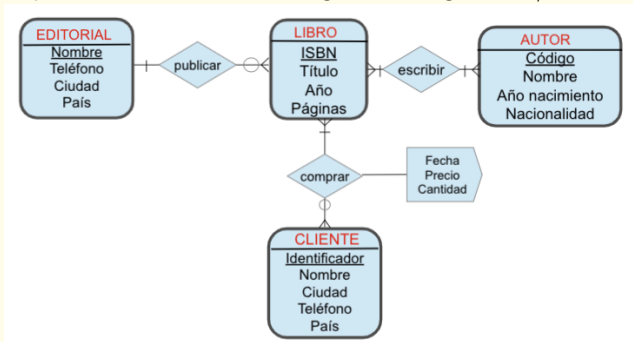 EDITORIAL
Nombre
Teléfono
Ciudad
País
publicar
LIBRO
ISBN
Título
Año
Páginas
escribir
AUTOR
Código
Nombre
Año nacimiento
Nacionalidad
comprar
Fecha
Precio
Cantidad
CLIENTE
Identificador
Nombre
Ciudad
Teléfono
País